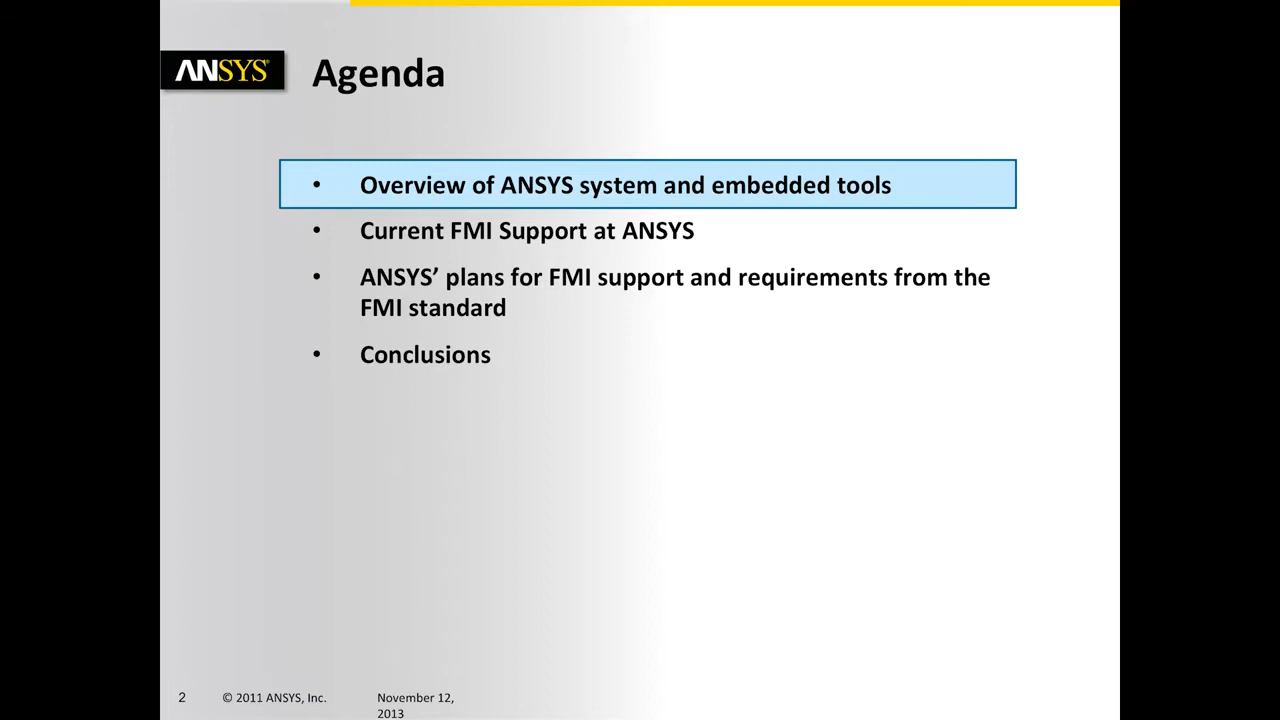 ANSYS®
Agenda
• Overview of ANSYS system and embedded tools
• Current FMI Support at ANSYS
• ANSYS’ plans for FMI support and requirements from the
FMI standard
• Conclusions
2 © 2011 ANSYS, Inc. November 12,
2013